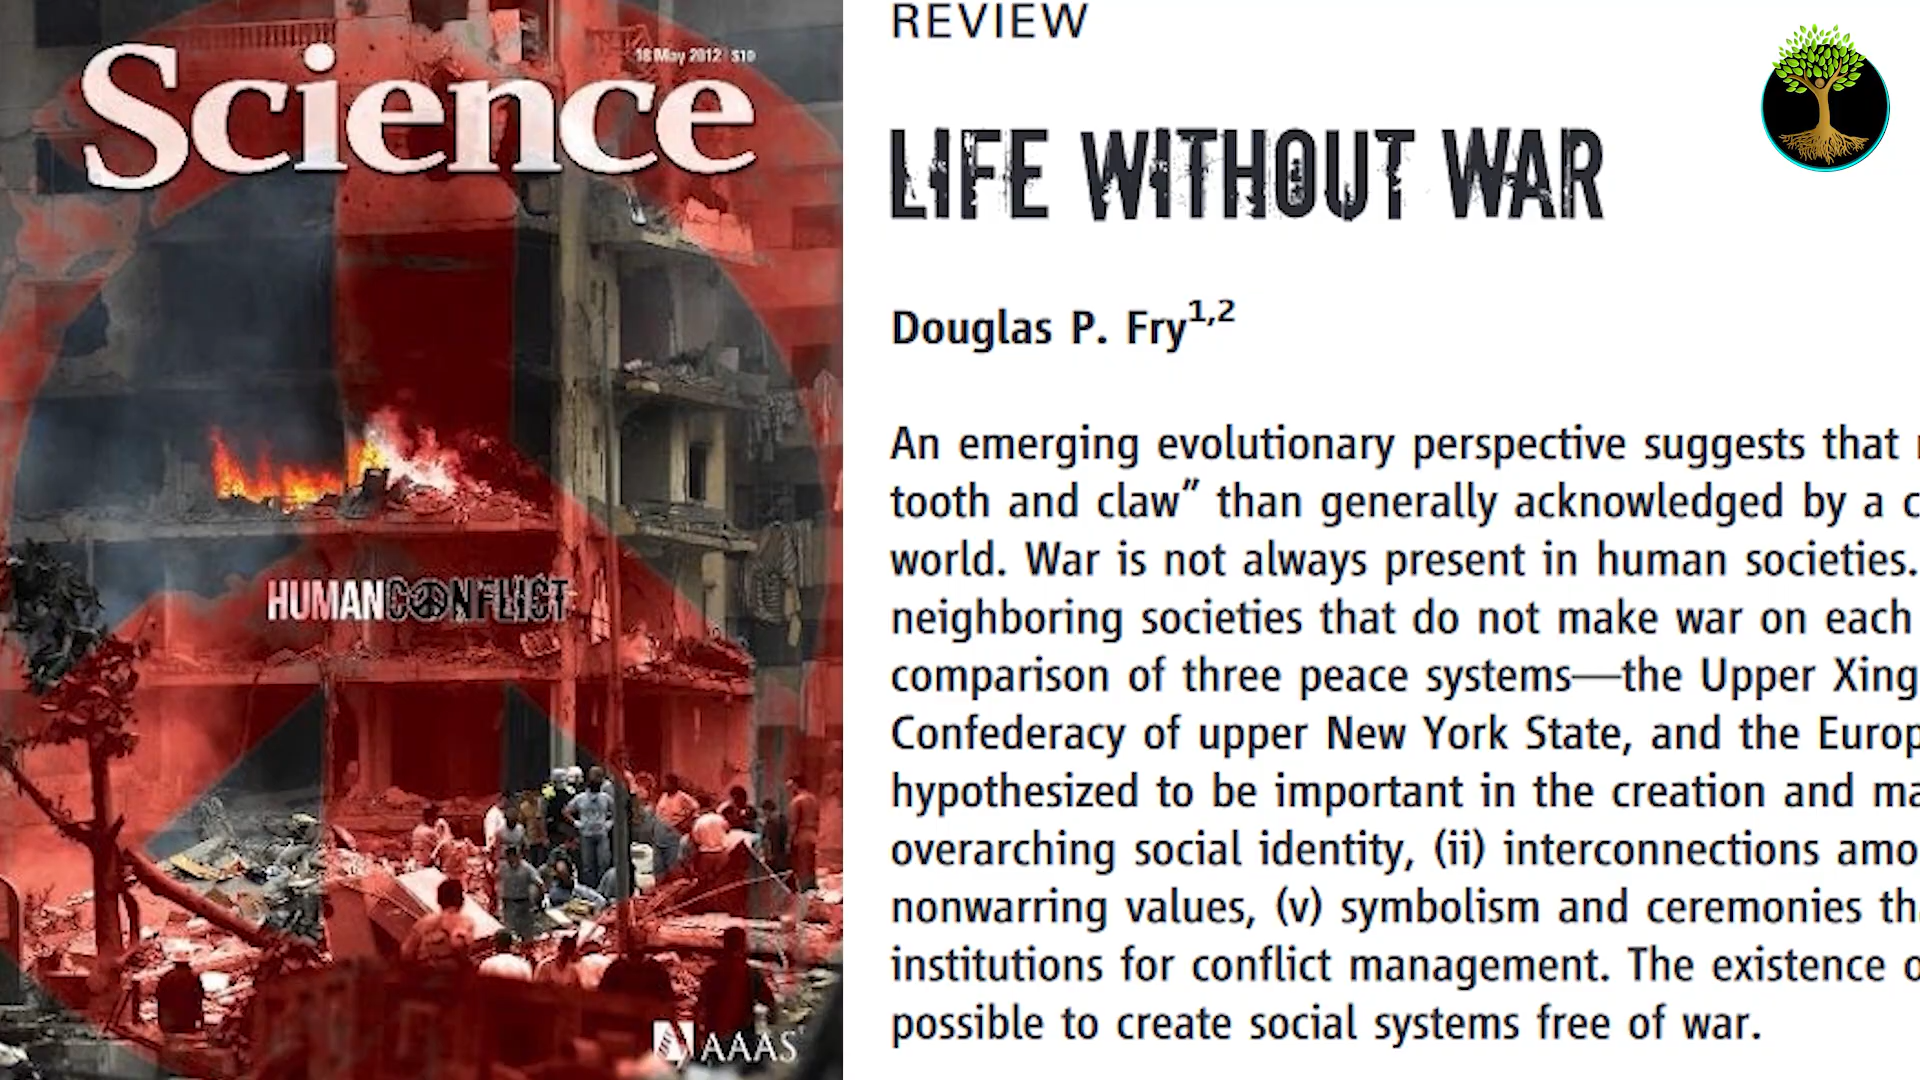 Science
18 May 2012 $10
HUMANCONFLICT
AAAS
REVIEW
LIFE WITHOUT WAR
Douglas P. Fry1,2
An emerging evolutionary perspective suggests that
tooth and claw” than generally acknowledged by a
world. War is not always present in human societies.
neighboring societies that do not make war on each
comparison of three peace systems—the Upper Xing
Confederacy of upper New York State, and the Europ
hypothesized to be important in the creation and ma
overarching social identity, (ii) interconnections amo
nonwarring values, (v) symbolism and ceremonies th
institutions for conflict management. The existence o
possible to create social systems free of war.